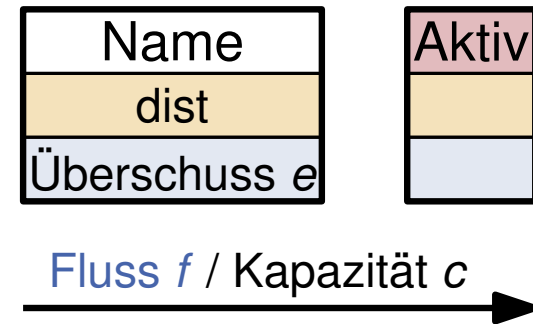 Name
Aktiv
dist
Überschuss e
Fluss f / Kapazität c